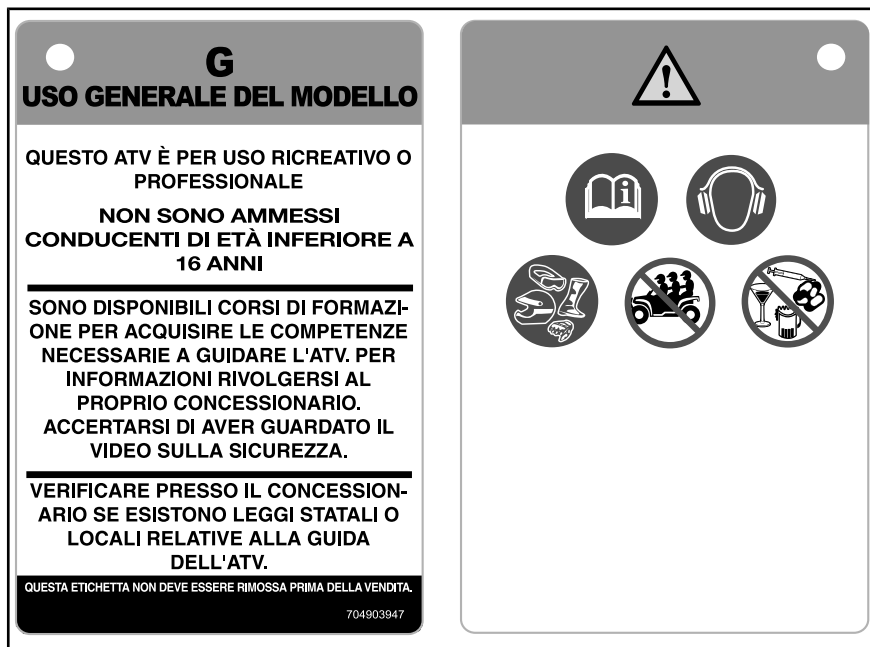 G
USO GENERALE DEL MODELLO
QUESTO ATV È PER USO RICREATIVO O
PROFESSIONALE
NON SONO AMMESSI
CONDUCENTI DI ETÀ INFERIORE A
16 ANNI
SONO DISPONIBILI CORSI DI FORMAZI-
ONE PER ACQUISIRE LE COMPETENZE
NECESSARIE A GUIDARE L'ATV. PER
INFORMAZIONI RIVOLGERSI AL
PROPRIO CONCESSIONARIO.
ACCERTARSI DI AVER GUARDATO IL
VIDEO SULLA SICUREZZA.
VERIFICARE PRESSO IL CONCESSION-
ARIO SE ESISTONO LEGGI STATALI O
LOCALI RELATIVE ALLA GUIDA
DELL'ATV.
QUESTA ETICHETTA NON DEVE ESSERE RIMOSSA PRIMA DELLA VENDITA.
704903947